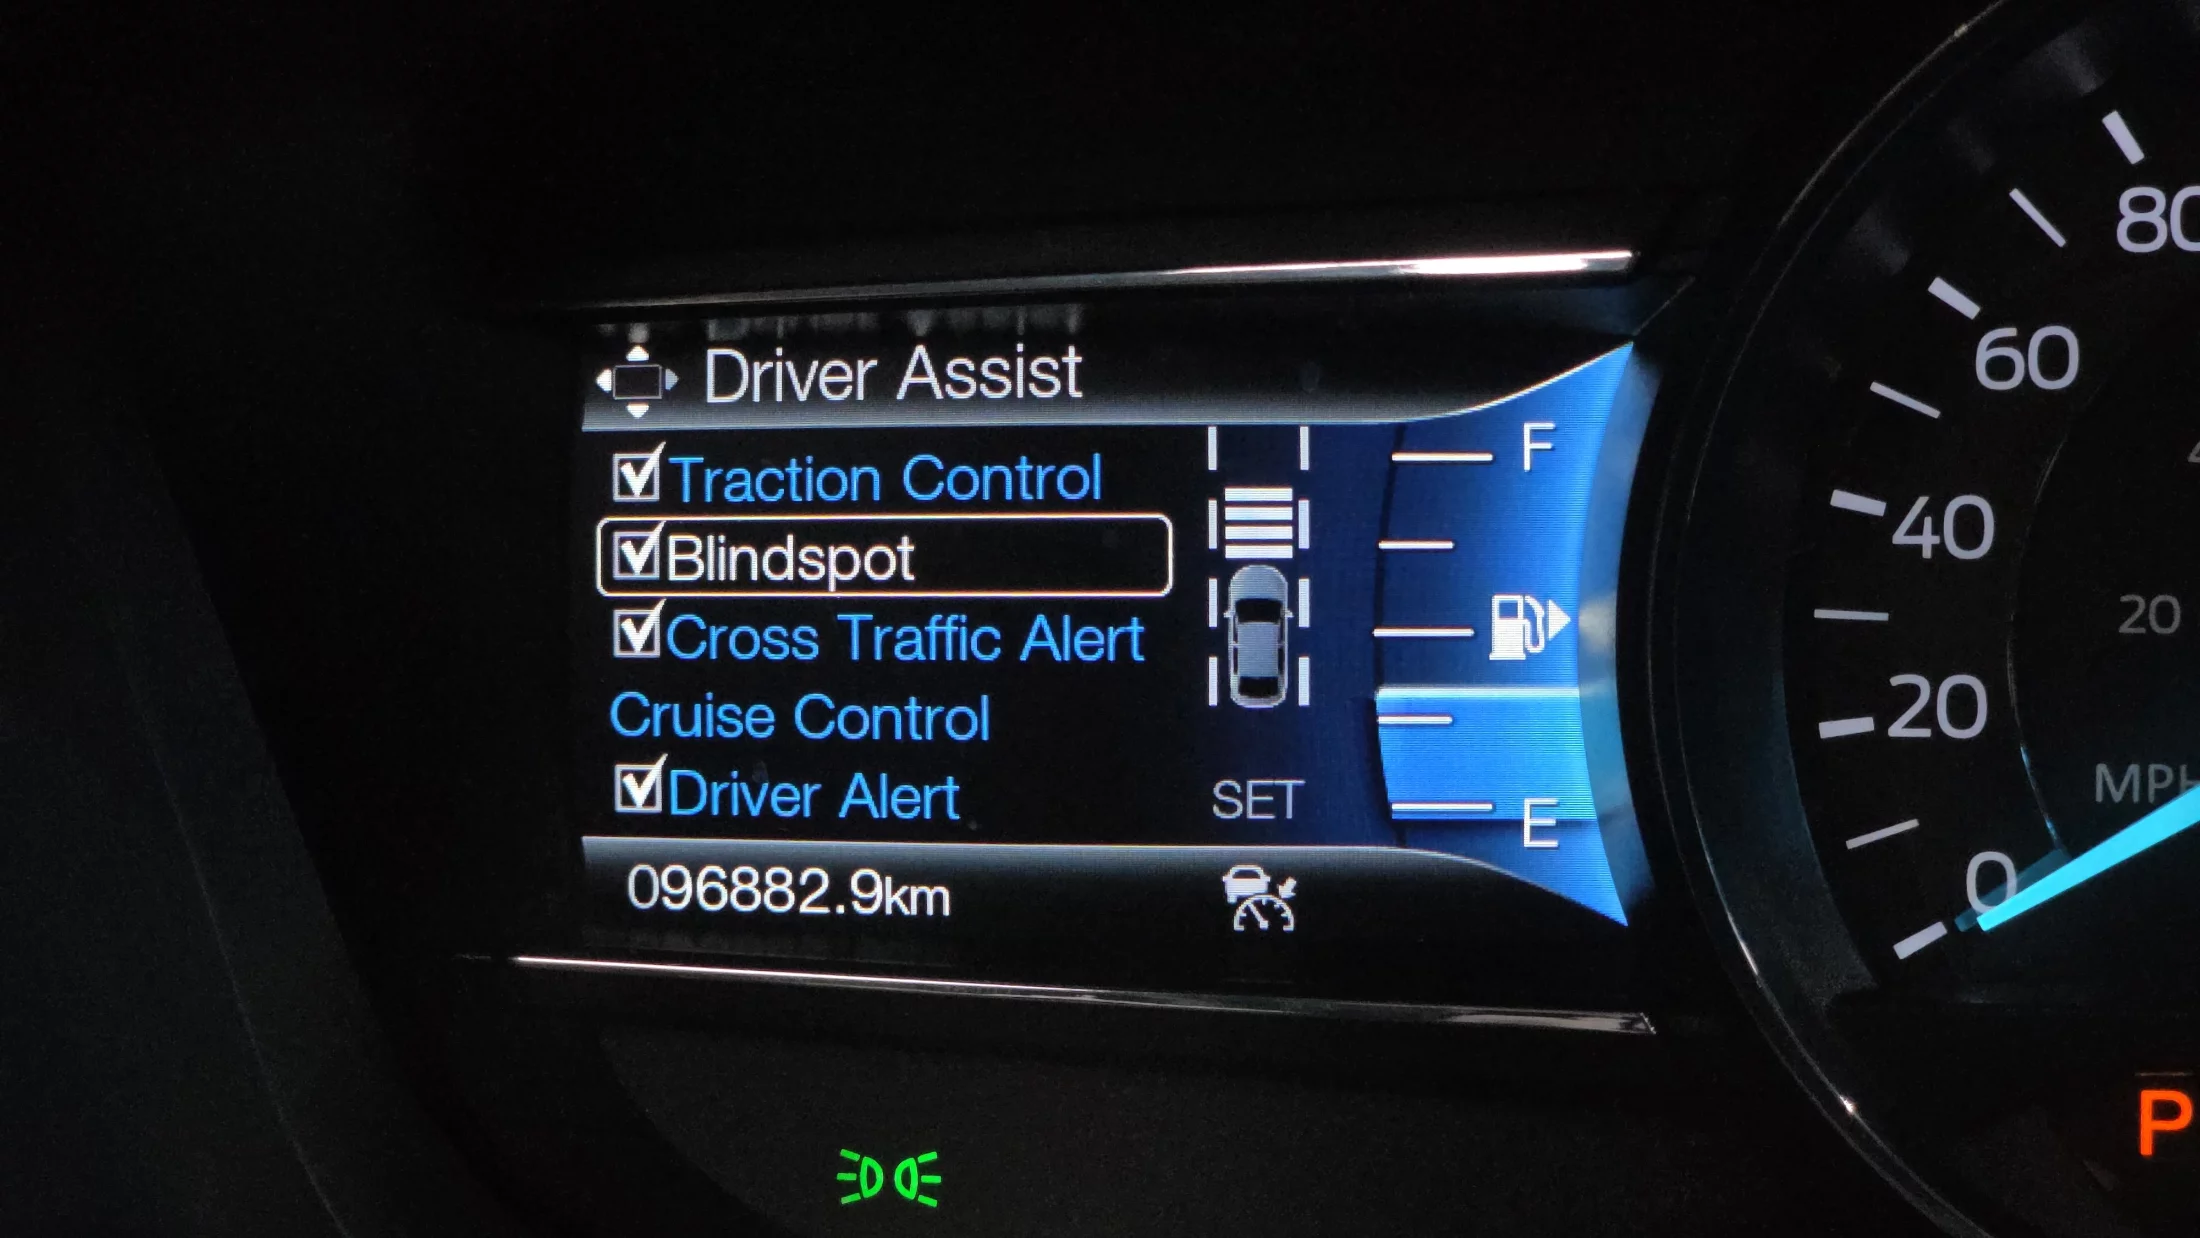 Driver Assist
Traction Control
Blindspot
Cross Traffic Alert
Cruise Control
Driver Alert
SET
096882.9km
F
E
80
60
40
20
0
20
MPH
P